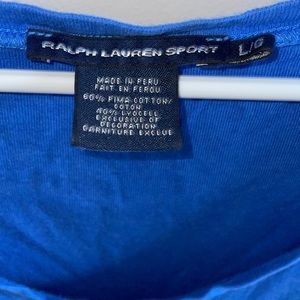 RALPH LAUREN SPORT
L/G
MADE IN PERU
FAIT EN PEROU
60% PIMA COTTON/
COTON
40% LYOCELL
EXCLUSIVE OF
DECORATION
GARNITURE EXCLUE